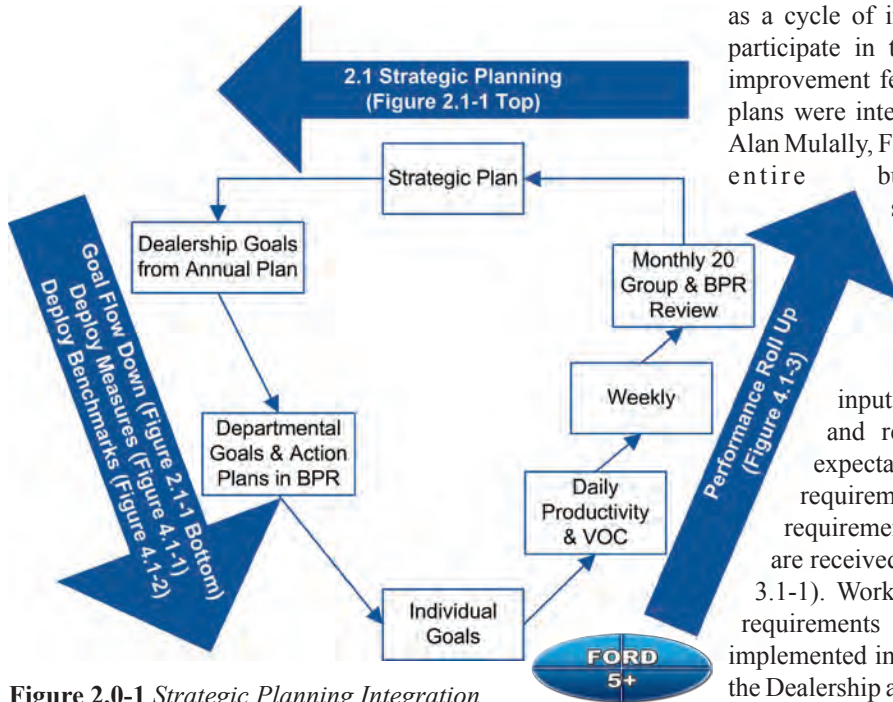 2.1 Strategic Planning
(Figure 2.1-1 Top)
Strategic Plan
Dealership Goals
from Annual Plan
Departmental
Goals & Action
Plans in BPR
Individual
Goals
Daily
Productivity
& VOC
Weekly
Monthly 20
Group & BPR
Review
Goal Flow Down (Figure 2.1-1 Bottom)
Deploy Measures (Figure 4.1-1)
Deploy Benchmarks (Figure 4.1-2)
Performance Roll Up
(Figure 4.1-3)
FORD
5+
Figure 2.0-1 Strategic Planning Integration
as a cycle of i
participate in t
improvement fe
plans were inte
Alan Mulally, F
entire bu
s
input
and re
expecta
requirem
requiremen
are received
3.1-1). Work
requirements
implemented in
the Dealership a